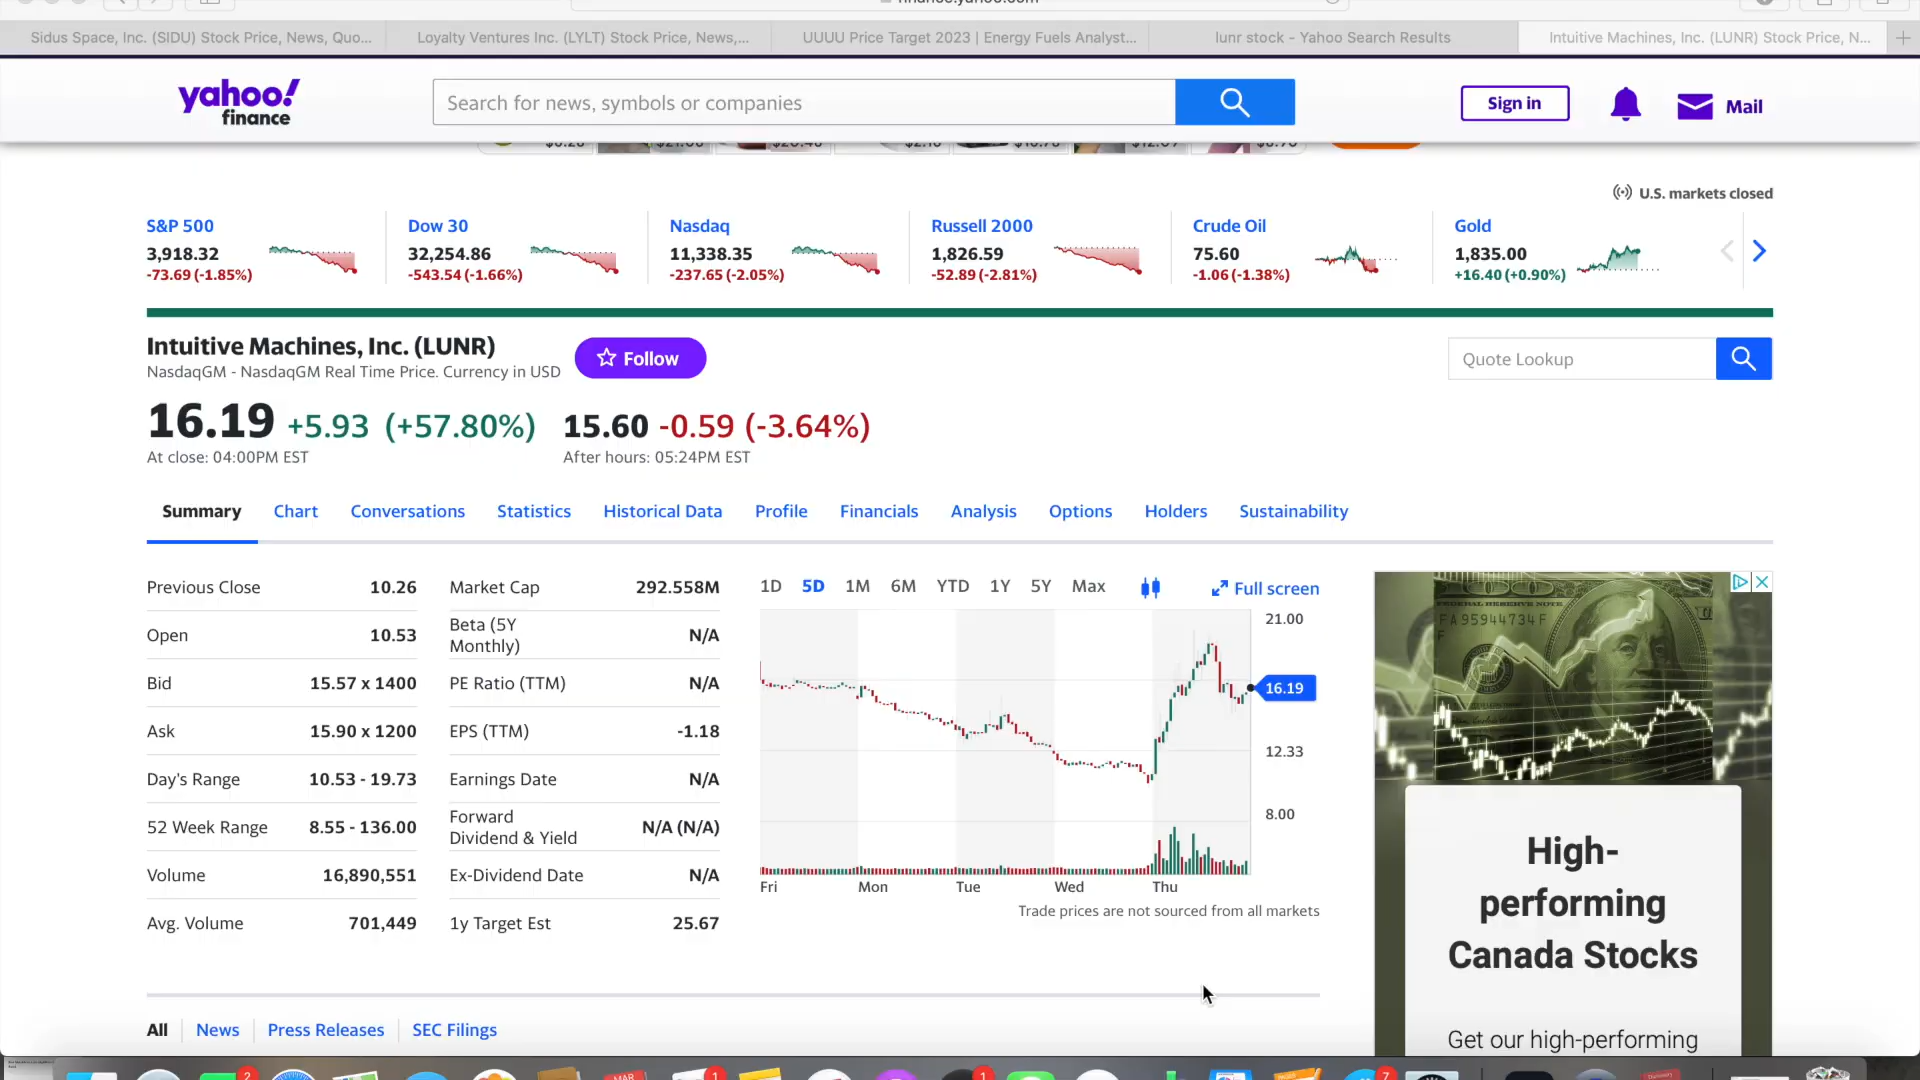 finance.yahoo.com
Sidus Space, Inc. (SIDU) Stock Price, News, Quo...
Loyalty Ventures Inc. (LYLT) Stock Price, News,...
UUUU Price Target 2023 | Energy Fuels Analyst...
lunr stock - Yahoo Search Results
Intuitive Machines, Inc. (LUNR) Stock Price, N...
yahoo!
finance
Search for news, symbols or companies
Sign in
Mail
U.S. markets closed
S&P 500
3,918.32
-73.69 (-1.85%)
Dow 30
32,254.86
-543.54 (-1.66%)
Nasdaq
11,338.35
-237.65 (-2.05%)
Russell 2000
1,826.59
-52.89 (-2.81%)
Crude Oil
75.60
-1.06 (-1.38%)
Gold
1,835.00
+16.40 (+0.90%)
Intuitive Machines, Inc. (LUNR)
NasdaqGM - NasdaqGM Real Time Price. Currency in USD
Follow
Quote Lookup
16.19 +5.93 (+57.80%)
At close: 04:00PM EST
15.60 -0.59 (-3.64%)
After hours: 05:24PM EST
Summary Chart Conversations Statistics Historical Data Profile Financials Analysis Options Holders Sustainability
Previous Close 10.26
Open 10.53
Bid 15.57 x 1400
Ask 15.90 x 1200
Day's Range 10.53 - 19.73
52 Week Range 8.55 - 136.00
Volume 16,890,551
Avg. Volume 701,449
Market Cap 292.558M
Beta (5Y
Monthly) N/A
PE Ratio (TTM) N/A
EPS (TTM) -1.18
Earnings Date N/A
Forward
Dividend & Yield N/A (N/A)
Ex-Dividend Date N/A
1y Target Est 25.67
1D 5D 1M 6M YTD 1Y 5Y Max
Full screen
21.00
16.19
12.33
8.00
Fri Mon Tue Wed Thu
Trade prices are not sourced from all markets
FEDERAL RESERVE NOTE
FA95944734F
F
High-
performing
Canada Stocks
Get our high-performing
All News Press Releases SEC Filings
2
MAR
1
1
7